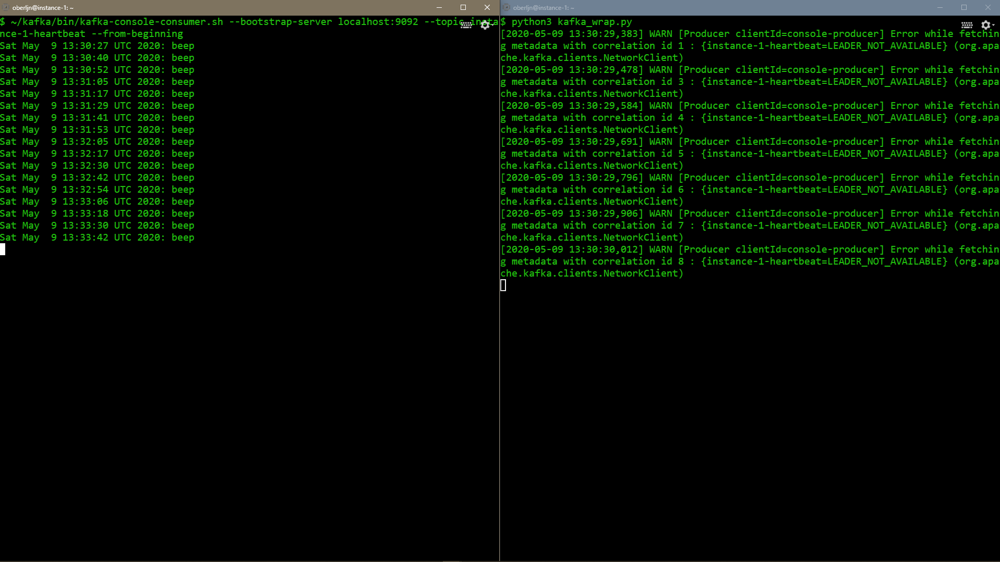 oberljn@instance-1: ~
$ ~/kafka/bin/kafka-console-consumer.sh --bootstrap-server localhost:9092 --topic insta
nce-1-heartbeat --from-beginning
Sat May  9 13:30:27 UTC 2020: beep
Sat May  9 13:30:40 UTC 2020: beep
Sat May  9 13:30:52 UTC 2020: beep
Sat May  9 13:31:05 UTC 2020: beep
Sat May  9 13:31:17 UTC 2020: beep
Sat May  9 13:31:29 UTC 2020: beep
Sat May  9 13:31:41 UTC 2020: beep
Sat May  9 13:31:53 UTC 2020: beep
Sat May  9 13:32:05 UTC 2020: beep
Sat May  9 13:32:17 UTC 2020: beep
Sat May  9 13:32:30 UTC 2020: beep
Sat May  9 13:32:42 UTC 2020: beep
Sat May  9 13:32:54 UTC 2020: beep
Sat May  9 13:33:06 UTC 2020: beep
Sat May  9 13:33:18 UTC 2020: beep
Sat May  9 13:33:30 UTC 2020: beep
Sat May  9 13:33:42 UTC 2020: beep
oberljn@instance-1: ~
$ python3 kafka_wrap.py
[2020-05-09 13:30:29,383] WARN [Producer clientId=console-producer] Error while fetchin
g metadata with correlation id 1 : {instance-1-heartbeat=LEADER_NOT_AVAILABLE} (org.apa
che.kafka.clients.NetworkClient)
[2020-05-09 13:30:29,478] WARN [Producer clientId=console-producer] Error while fetchin
g metadata with correlation id 3 : {instance-1-heartbeat=LEADER_NOT_AVAILABLE} (org.apa
che.kafka.clients.NetworkClient)
[2020-05-09 13:30:29,584] WARN [Producer clientId=console-producer] Error while fetchin
g metadata with correlation id 4 : {instance-1-heartbeat=LEADER_NOT_AVAILABLE} (org.apa
che.kafka.clients.NetworkClient)
[2020-05-09 13:30:29,691] WARN [Producer clientId=console-producer] Error while fetchin
g metadata with correlation id 5 : {instance-1-heartbeat=LEADER_NOT_AVAILABLE} (org.apa
che.kafka.clients.NetworkClient)
[2020-05-09 13:30:29,796] WARN [Producer clientId=console-producer] Error while fetchin
g metadata with correlation id 6 : {instance-1-heartbeat=LEADER_NOT_AVAILABLE} (org.apa
che.kafka.clients.NetworkClient)
[2020-05-09 13:30:29,906] WARN [Producer clientId=console-producer] Error while fetchin
g metadata with correlation id 7 : {instance-1-heartbeat=LEADER_NOT_AVAILABLE} (org.apa
che.kafka.clients.NetworkClient)
[2020-05-09 13:30:30,012] WARN [Producer clientId=console-producer] Error while fetchin
g metadata with correlation id 8 : {instance-1-heartbeat=LEADER_NOT_AVAILABLE} (org.apa
che.kafka.clients.NetworkClient)